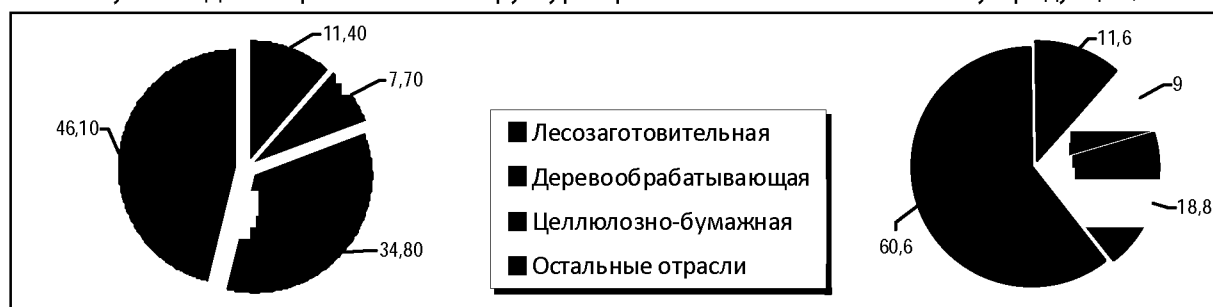 11,40
7,70
46,10
34,80
Лесозаготовительная
Деревообрабатывающая
Целлюлозно-бумажная
Остальные отрасли
11,6
9
18,8
60,6